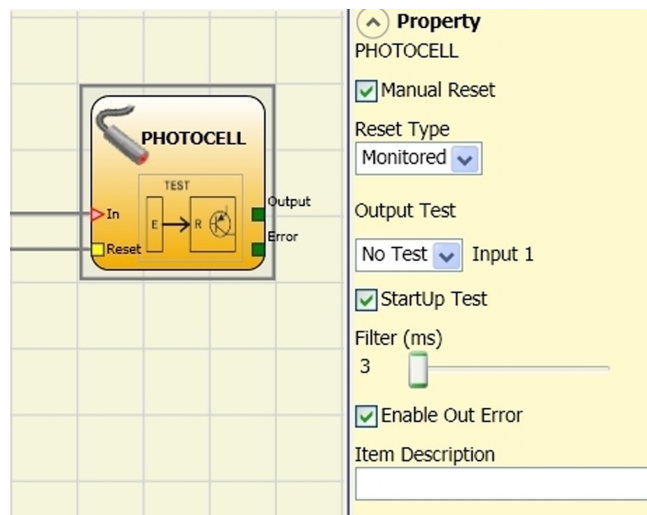 PHOTOCELL
TEST
In
E
R
Output
Error
Reset
Property
PHOTOCELL
Manual Reset
Reset Type
Monitored
Output Test
No Test Input 1
StartUp Test
Filter (ms)
3
Enable Out Error
Item Description